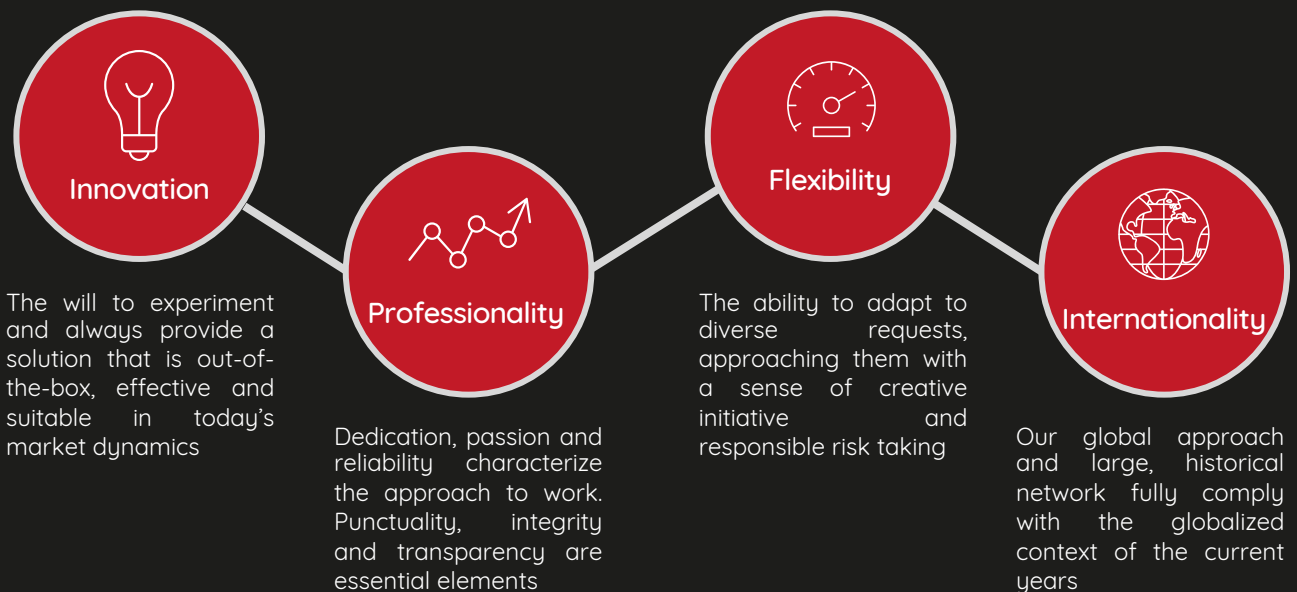 Innovation
The will to experiment
and always provide a
solution that is out-of-
the-box, effective and
suitable in today's
market dynamics
Professionality
Dedication, passion and
reliability characterize
the approach to work.
Punctuality, integrity
and transparency are
essential elements
Flexibility
The ability to adapt to
diverse requests,
approaching them with
a sense of creative
initiative and
responsible risk taking
Internationality
Our global approach
and large, historical
network fully comply
with the globalized
context of the current
years